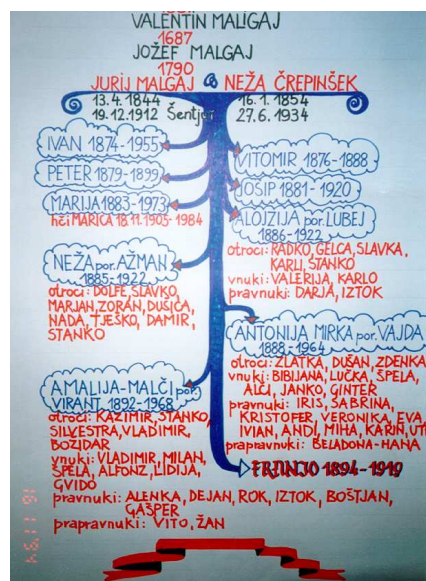 VALENTIN MALIGAJ
1687
JOŽEF MALGAJ
1790
JURIJ MALGAJ & NEŽA ČREPINŠEK
13.4.1844
19.12.1912 Šentjur
16.1.1854
27.6.1934
IVAN 1874-1955
PETER 1879-1899
MARIJA 1883-1973
hči MARICA 18.11.1905-1984
NEŽA por. AŽMAN
1885-1922
otroci: DOLFE, SLAVKO,
MARJAN, ZORAN, DUŠICA,
NADA, TJEŠKO, DAMIR,
STANKO
AMALIJA-MALČI por.
VIRANT 1892-1968
otroci: KAZIMIR, STANKO,
SILVESTRA, VLADIMIR,
BOŽIDAR
vnuki: VLADIMIR, MILAN,
ŠPELA, ALFONZ, LIDIJA,
GVIDO
pravnuki: ALENKA, DEJAN, ROK, IZTOK, BOŠTJAN,
GAŠPER
prapravnuki: VITO, ŽAN
VITOMIR 1876-1888
JOSIP 1881-1920
ALOJZIJA por. LUBEJ
1886-1922
otroci: RADKO, GELCA, SLAVKA,
KARLI, STANKO
vnuki: VALERIJA, KARLO
pravnuki: DARJA, IZTOK
ANTONIJA MIRKA por. VAJDA
1888-1964
otroci: ZLATKA, DUŠAN, ZDENKA
vnuki: BIBIJANA, LUČKA, ŠPELA,
ALČI, JANKO, GINTER
pravnuki: IRIS, SABRINA,
KRISTOFER, VERONIKA, EVA,
IVIAN, ANDI, MIHA, KARIN, UT
prapravnuki: BELADONA-HANA
FRANJO 1894-1919